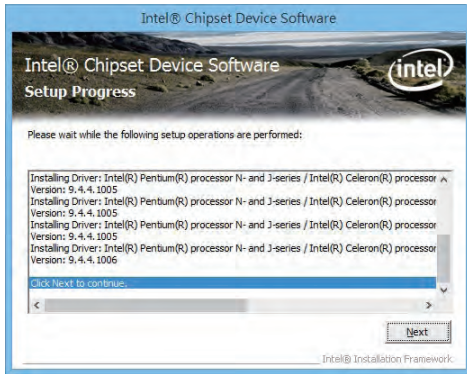 Intel® Chipset Device Software
Intel® Chipset Device Software
intel
Setup Progress
Please wait while the following setup operations are performed:
Installing Driver: Intel(R) Pentium(R) processor N- and J-series / Intel(R) Celeron(R) processor
Version: 9.4.4.1005
Installing Driver: Intel(R) Pentium(R) processor N- and J-series / Intel(R) Celeron(R) processor
Version: 9.4.4.1005
Installing Driver: Intel(R) Pentium(R) processor N- and J-series / Intel(R) Celeron(R) processor
Version: 9.4.4.1005
Installing Driver: Intel(R) Pentium(R) processor N- and J-series / Intel(R) Celeron(R) processor
Version: 9.4.4.1006
Click Next to continue.
Next
Intel® Installation Framework